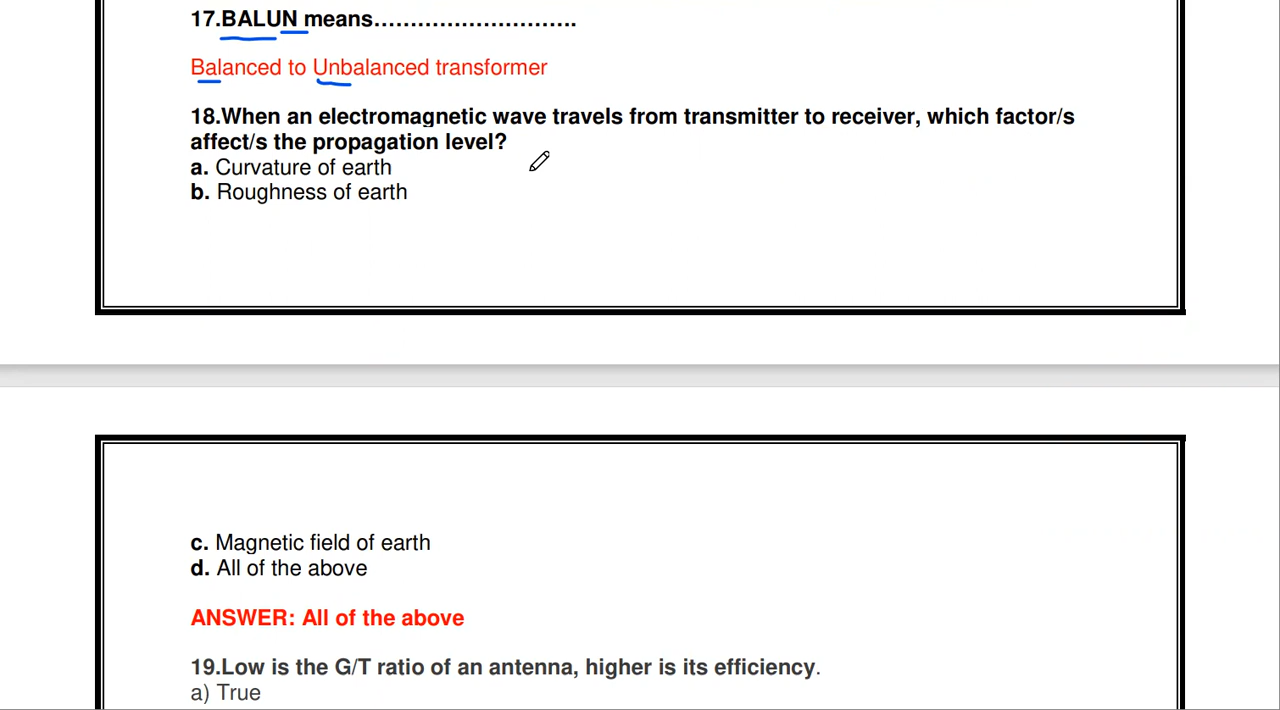 17.BALUN means………………………..
Balanced to Unbalanced transformer
18.When an electromagnetic wave travels from transmitter to receiver, which factor/s
affect/s the propagation level?
a. Curvature of earth
b. Roughness of earth
c. Magnetic field of earth
d. All of the above
ANSWER: All of the above
19.Low is the G/T ratio of an antenna, higher is its efficiency.
a) True